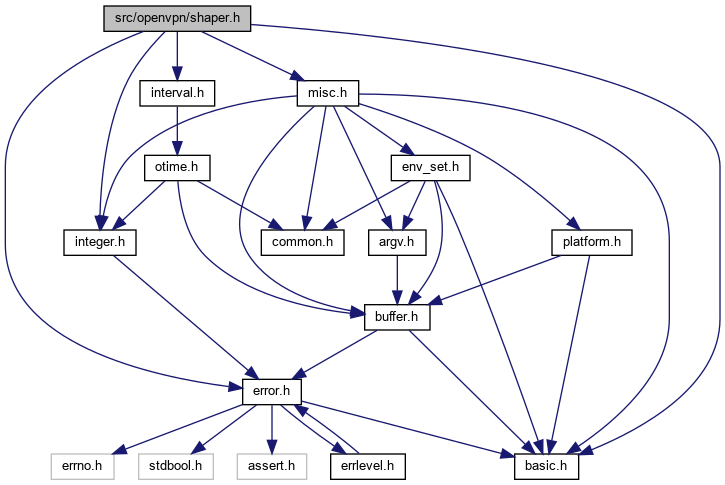 src/openvpn/shaper.h
interval.h
misc.h
otime.h
env_set.h
integer.h
common.h
argv.h
platform.h
buffer.h
error.h
errno.h
stdbool.h
assert.h
errlevel.h
basic.h